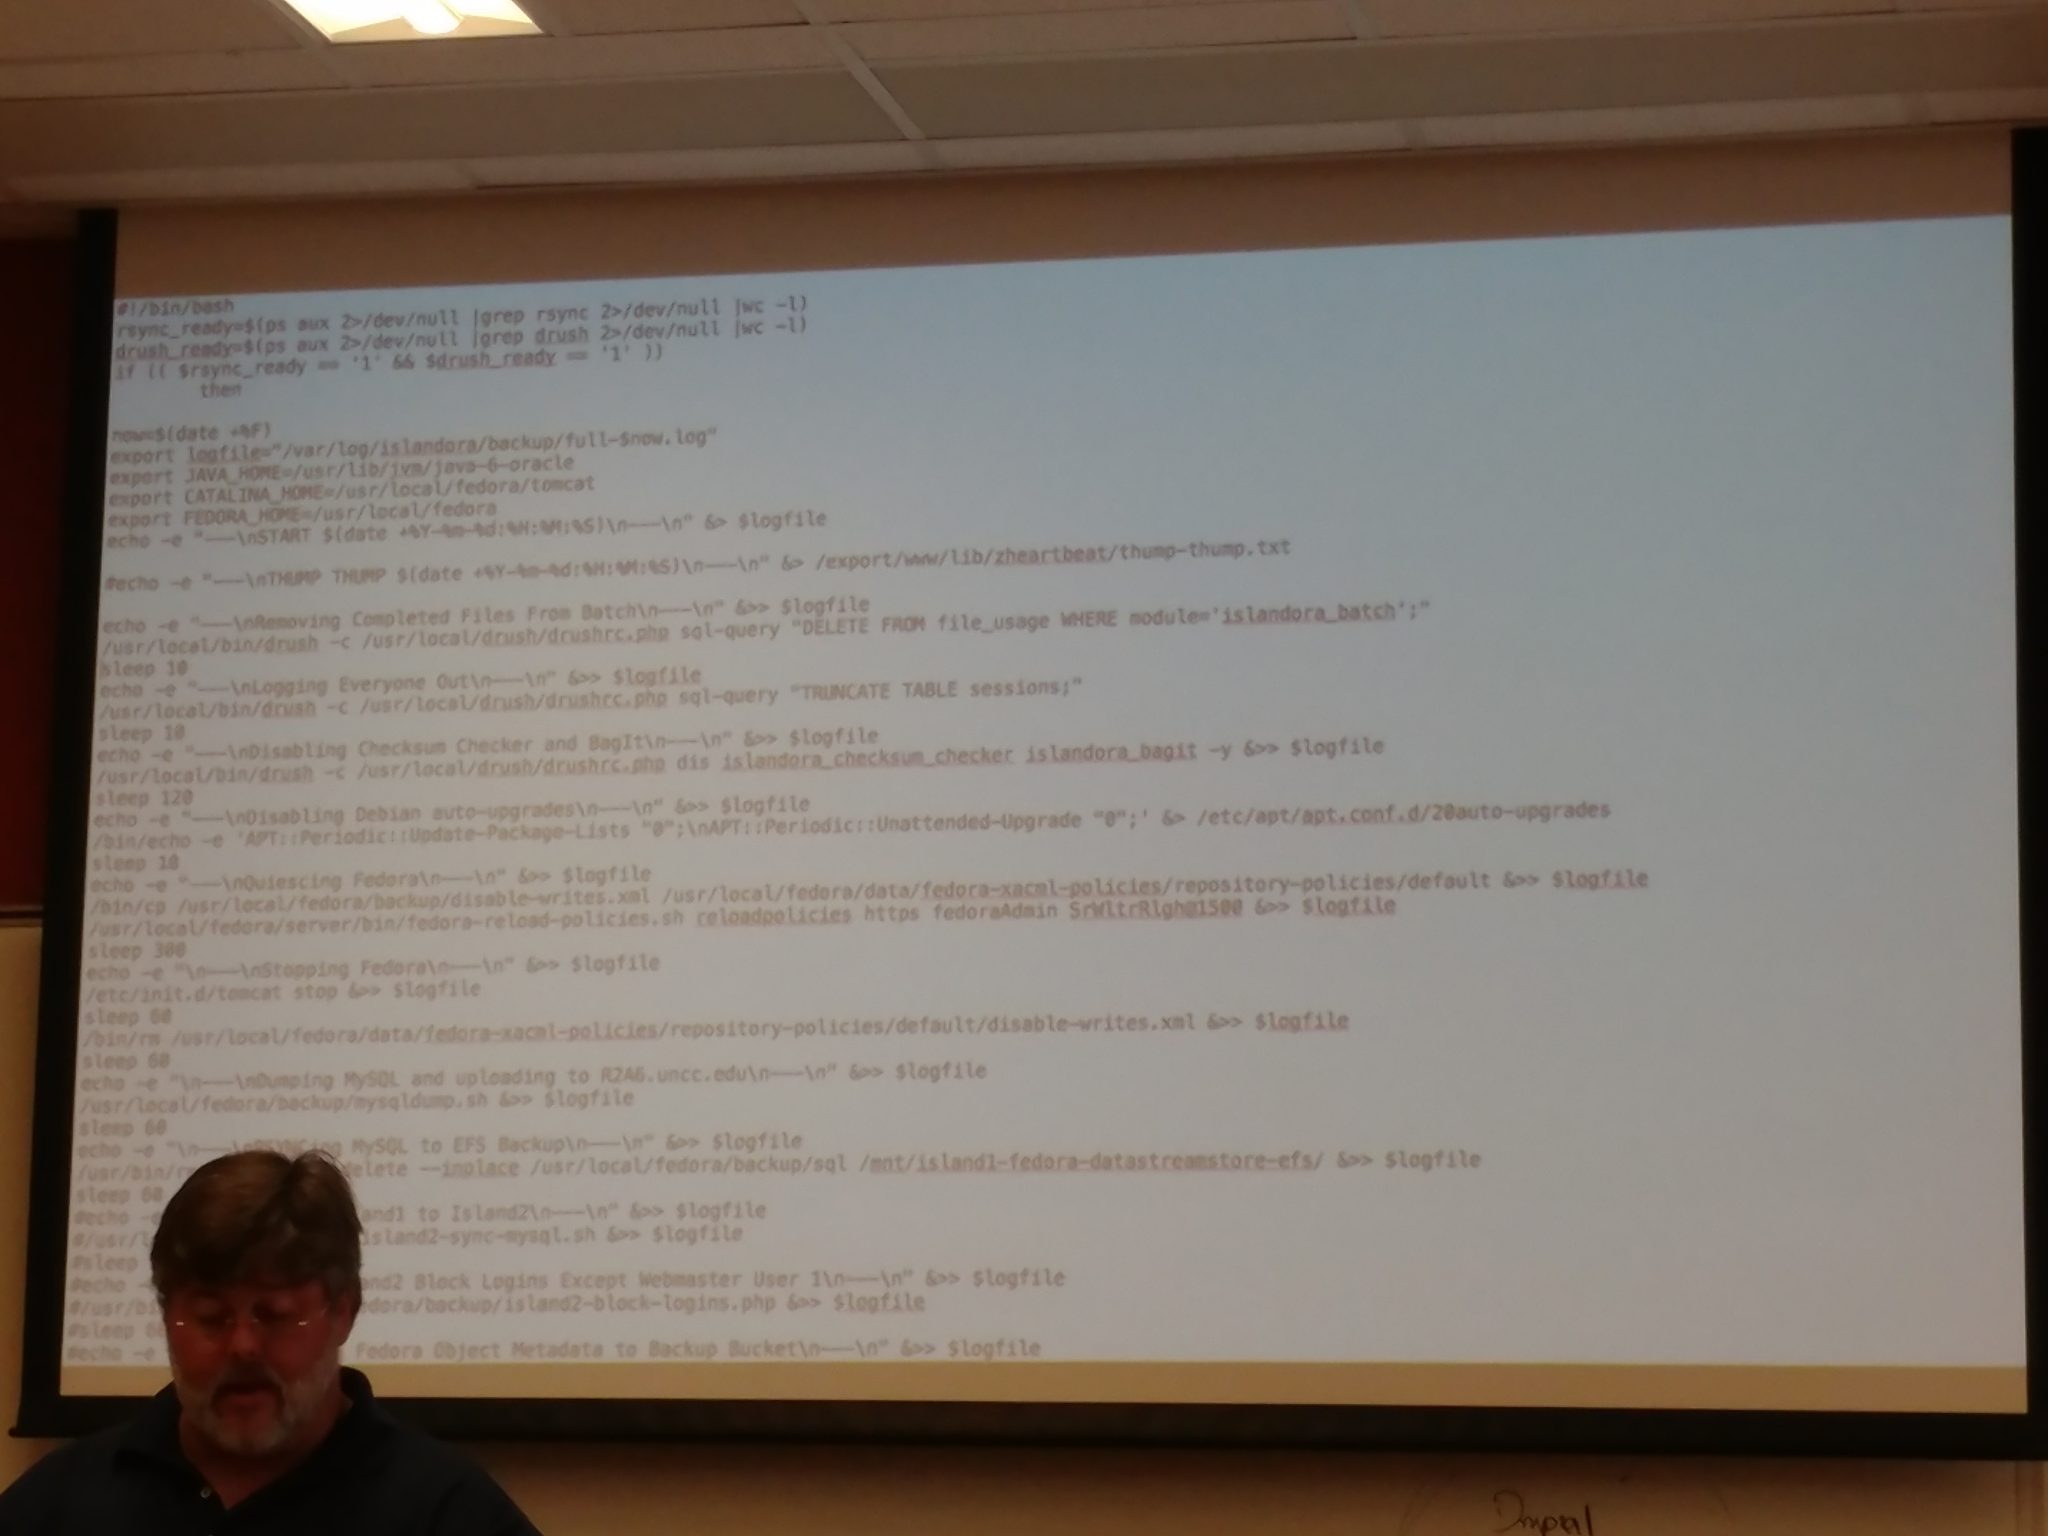 #!/bin/bash
rsync_ready=$(ps aux 2>/dev/null |grep rsync 2>/dev/null |wc -l)
drush_ready=$(ps aux 2>/dev/null |grep drush 2>/dev/null |wc -l)
if (( $rsync_ready == '1' && $drush_ready == '1' ))
then
now=$(date +%F)
export logfile="/var/log/islandora/backup/full-$now.log"
export JAVA_HOME=/usr/lib/jvm/java-6-oracle
export CATALINA_HOME=/usr/local/fedora/tomcat
export FEDORA_HOME=/usr/local/fedora
echo -e "———\nSTART $(date +%Y-%m-%d:%H:%M:%S)\n———\n" &> $logfile
#echo -e "———\nTHUMP THUMP $(date +%Y-%m-%d:%H:%M:%S)\n———\n" &> /export/www/lib/zheartbeat/thump-thump.txt
echo -e "———\nRemoving Completed Files From Batch\n———\n" &>> $logfile
/usr/local/bin/drush -c /usr/local/drush/drushrc.php sql-query "DELETE FROM file_usage WHERE module='islandora_batch';"
sleep 10
echo -e "———\nLogging Everyone Out\n———\n" &>> $logfile
/usr/local/bin/drush -c /usr/local/drush/drushrc.php sql-query "TRUNCATE TABLE sessions;"
sleep 10
echo -e "———\nDisabling Checksum Checker and BagIt\n———\n" &>> $logfile
/usr/local/bin/drush -c /usr/local/drush/drushrc.php dis islandora_checksum_checker islandora_bagit -y &>> $logfile
sleep 120
echo -e "———\nDisabling Debian auto-upgrades\n———\n" &>> $logfile
/bin/echo -e 'APT::Periodic::Update-Package-Lists "0";\nAPT::Periodic::Unattended-Upgrade "0";' &> /etc/apt/apt.conf.d/20auto-upgrades
sleep 10
echo -e "———\nQuiescing Fedora\n———\n" &>> $logfile
/bin/cp /usr/local/fedora/backup/disable-writes.xml /usr/local/fedora/data/fedora-xacml-policies/repository-policies/default &>> $logfile
/usr/local/fedora/server/bin/fedora-reload-policies.sh reloadpolicies https fedoraAdmin SrWltrRlgh@1500 &>> $logfile
sleep 300
echo -e "\n———\nStopping Fedora\n———\n" &>> $logfile
/etc/init.d/tomcat stop &>> $logfile
sleep 60
/bin/rm /usr/local/fedora/data/fedora-xacml-policies/repository-policies/default/disable-writes.xml &>> $logfile
sleep 60
echo -e "\n———\nDumping MySQL and uploading to R2A6.uncc.edu\n———\n" &>> $logfile
/usr/local/fedora/backup/mysqldump.sh &>> $logfile
sleep 60
echo -e "\n———\nRSYNCing MySQL to EFS Backup\n———\n" &>> $logfile
/usr/bin/ delete --inplace /usr/local/fedora/backup/sql /mnt/island1-fedora-datastreamstore-efs/ &>> $logfile
sleep 60
#echo and1 to Island2\n———\n" &>> $logfile
#/usr/l island2-sync-mysql.sh &>> $logfile
#sleep
#echo and2 Block Logins Except Webmaster User 1\n———\n" &>> $logfile
#/usr/bi dora/backup/island2-block-logins.php &>> $logfile
#sleep
#echo -e Fedora Object Metadata to Backup Bucket\n———\n" &>> $logfile